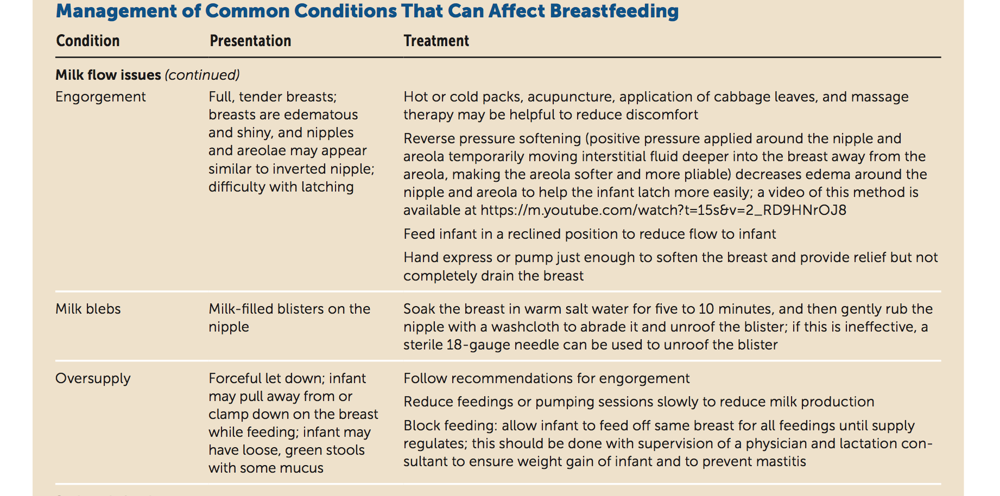 Management of Common Conditions That Can Affect Breastfeeding
Condition Presentation Treatment
Milk flow issues (continued)
Engorgement
Full, tender breasts;
breasts are edematous
and shiny, and nipples
and areolae may appear
similar to inverted nipple;
difficulty with latching
Hot or cold packs, acupuncture, application of cabbage leaves, and massage
therapy may be helpful to reduce discomfort
Reverse pressure softening (positive pressure applied around the nipple and
areola temporarily moving interstitial fluid deeper into the breast away from the
areola, making the areola softer and more pliable) decreases edema around the
nipple and areola to help the infant latch more easily; a video of this method is
available at https://m.youtube.com/watch?t=15s&v=2_RD9HNrOJ8
Feed infant in a reclined position to reduce flow to infant
Hand express or pump just enough to soften the breast and provide relief but not
completely drain the breast
Milk blebs
Milk-filled blisters on the
nipple
Soak the breast in warm salt water for five to 10 minutes, and then gently rub the
nipple with a washcloth to abrade it and unroof the blister; if this is ineffective, a
sterile 18-gauge needle can be used to unroof the blister
Oversupply
Forceful let down; infant
may pull away from or
clamp down on the breast
while feeding; infant may
have loose, green stools
with some mucus
Follow recommendations for engorgement
Reduce feedings or pumping sessions slowly to reduce milk production
Block feeding: allow infant to feed off same breast for all feedings until supply
regulates; this should be done with supervision of a physician and lactation con-
sultant to ensure weight gain of infant and to prevent mastitis